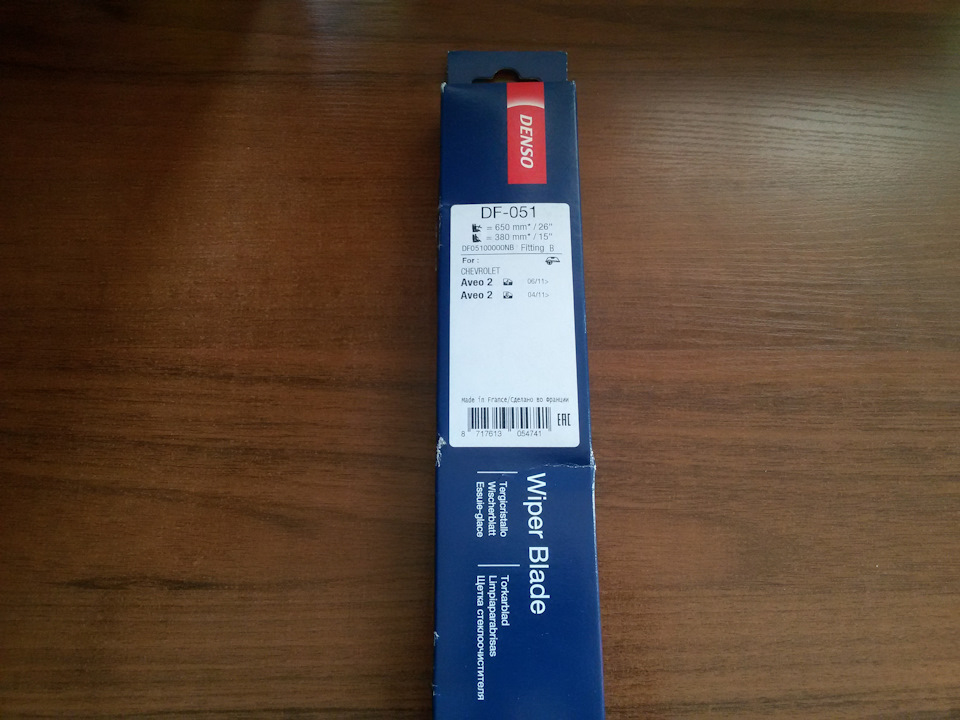 DENSO
DF-051
= 650 mm* / 26"
= 380 mm* / 15"
DF05100000NB Fitting B
For :
CHEVROLET
Aveo 2 06/11>
Aveo 2 04/11>
Made in France/Сделано во Франции
EAC
8 717613 054741
Wiper Blade
Tergicristallo
Wischerblatt
Essuie-glace
Torkarblad
Limpiaparabrisas
Щетка стеклоочистителя